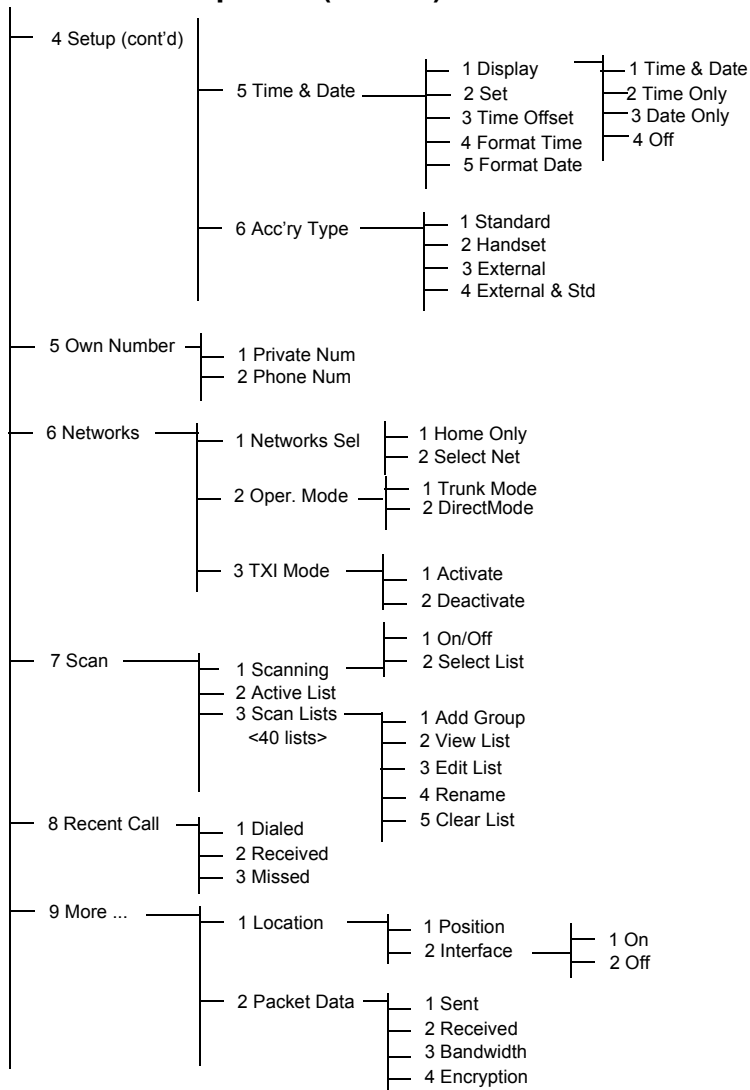 4 Setup (cont'd)
5 Time & Date
1 Display
2 Set
3 Time Offset
4 Format Time
5 Format Date
1 Time & Date
2 Time Only
3 Date Only
4 Off
6 Acc'ry Type
1 Standard
2 Handset
3 External
4 External & Std
5 Own Number
1 Private Num
2 Phone Num
6 Networks
1 Networks Sel
1 Home Only
2 Select Net
2 Oper. Mode
1 Trunk Mode
2 DirectMode
3 TXI Mode
1 Activate
2 Deactivate
7 Scan
1 Scanning
1 On/Off
2 Select List
2 Active List
3 Scan Lists
<40 lists>
1 Add Group
2 View List
3 Edit List
4 Rename
5 Clear List
8 Recent Call
1 Dialed
2 Received
3 Missed
9 More ...
1 Location
1 Position
2 Interface
1 On
2 Off
2 Packet Data
1 Sent
2 Received
3 Bandwidth
4 Encryption